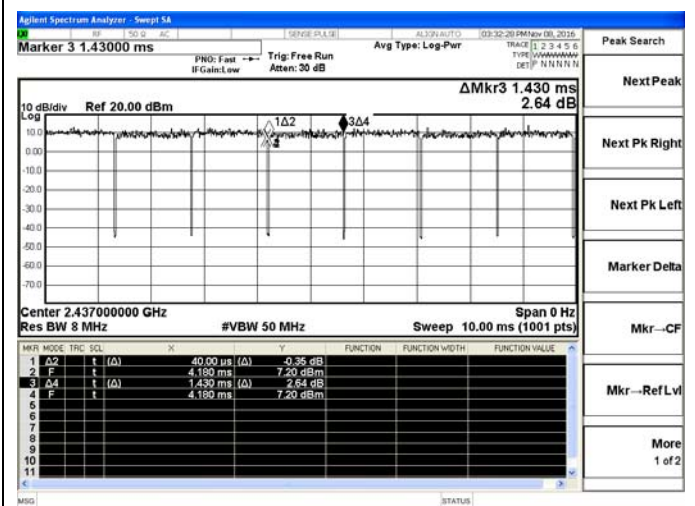 Agilent Spectrum Analyzer - Swept SA
RF 50 Ω AC SENSE:PULSE ALIGN AUTO 03:32:28 PM Nov 08, 2016
Marker 3 1.43000 ms
PNO: Fast
IFGain:Low
Trig: Free Run
Atten: 30 dB
Avg Type: Log-Pwr
TRACE 1 2 3 4 5 6
TYPE
DET P N N N N N
Peak Search
Next Peak
Next Pk Right
Next Pk Left
Marker Delta
Mkr→CF
Mkr→RefLvl
More
1 of 2
ΔMkr3 1.430 ms
2.64 dB
10 dB/div Ref 20.00 dBm
Log
10.0
0.00
-10.0
-20.0
-30.0
-40.0
-50.0
-60.0
-70.0
1Δ2
3Δ4
Center 2.437000000 GHz Span 0 Hz
Res BW 8 MHz #VBW 50 MHz Sweep 10.00 ms (1001 pts)
MKR MODE TRC SCL X Y FUNCTION FUNCTION WIDTH FUNCTION VALUE
1 Δ2 t (Δ) 40.00 µs (Δ) -0.35 dB
2 F t 4.180 ms 7.20 dBm
3 Δ4 t (Δ) 1.430 ms (Δ) 2.64 dB
4 F t 4.180 ms 7.20 dBm
5
6
7
8
9
10
11
MSG STATUS